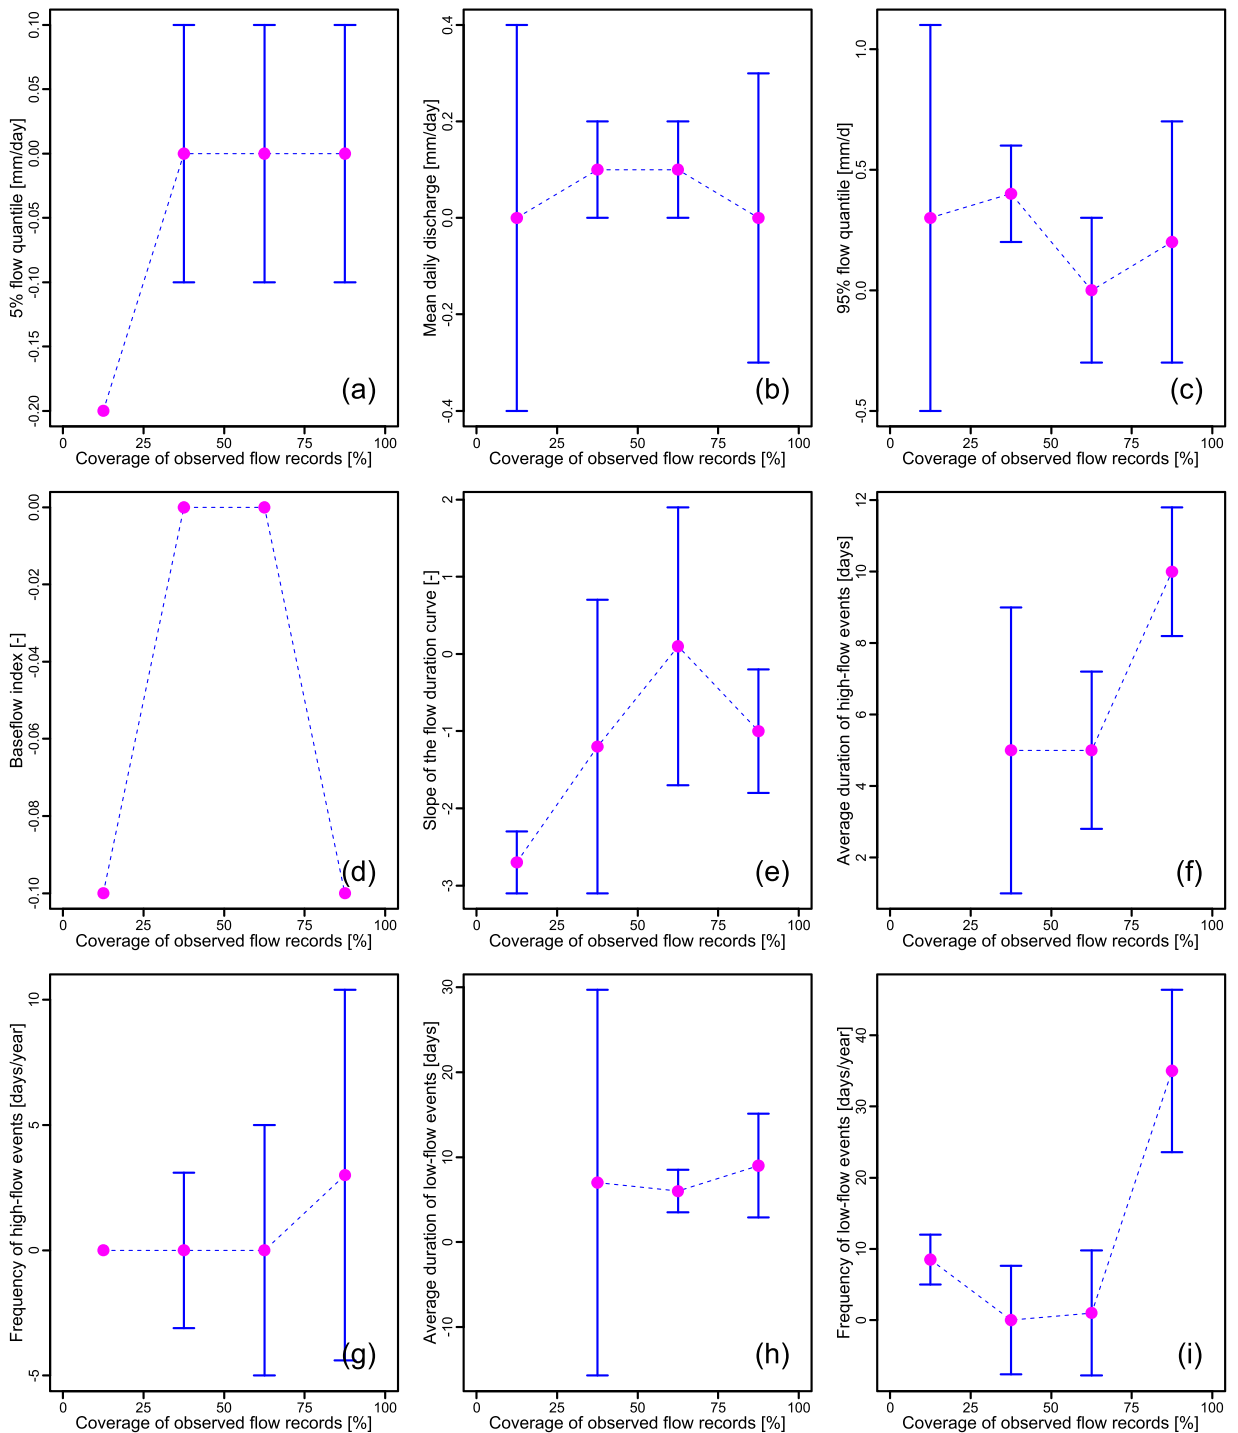 5% flow quantile [mm/day]
0.10
0.05
0.00
-0.05
-0.10
-0.15
-0.20
(a)
0 25 50 75 100
Coverage of observed flow records [%]
Mean daily discharge [mm/day]
0.4
0.2
0.0
-0.2
-0.4
(b)
0 25 50 75 100
Coverage of observed flow records [%]
95% flow quantile [mm/d]
1.0
0.5
0.0
-0.5
(c)
0 25 50 75 100
Coverage of observed flow records [%]
Baseflow index [-]
0.00
-0.02
-0.04
-0.06
-0.08
-0.10
(d)
0 25 50 75 100
Coverage of observed flow records [%]
Slope of the flow duration curve [-]
2
1
0
-1
-2
-3
(e)
0 25 50 75 100
Coverage of observed flow records [%]
Average duration of high-flow events [days]
12
10
8
6
4
2
(f)
0 25 50 75 100
Coverage of observed flow records [%]
Frequency of high-flow events [days/year]
10
5
0
-5
(g)
0 25 50 75 100
Coverage of observed flow records [%]
Average duration of low-flow events [days]
30
20
10
0
-10
(h)
0 25 50 75 100
Coverage of observed flow records [%]
Frequency of low-flow events [days/year]
40
30
20
10
0
(i)
0 25 50 75 100
Coverage of observed flow records [%]